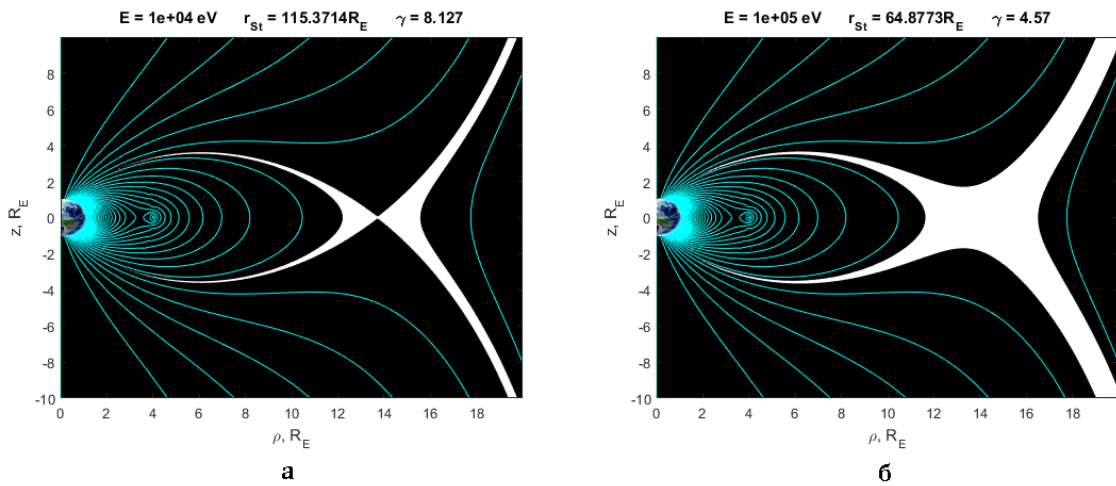 E = 1e+04 eV r_St = 115.3714R_E γ = 8.127
8
6
4
2
0
-2
-4
-6
-8
-10
z, R_E
0 2 4 6 8 10 12 14 16 18
ρ, R_E
а
E = 1e+05 eV r_St = 64.8773R_E γ = 4.57
8
6
4
2
0
-2
-4
-6
-8
-10
z, R_E
0 2 4 6 8 10 12 14 16 18
ρ, R_E
б